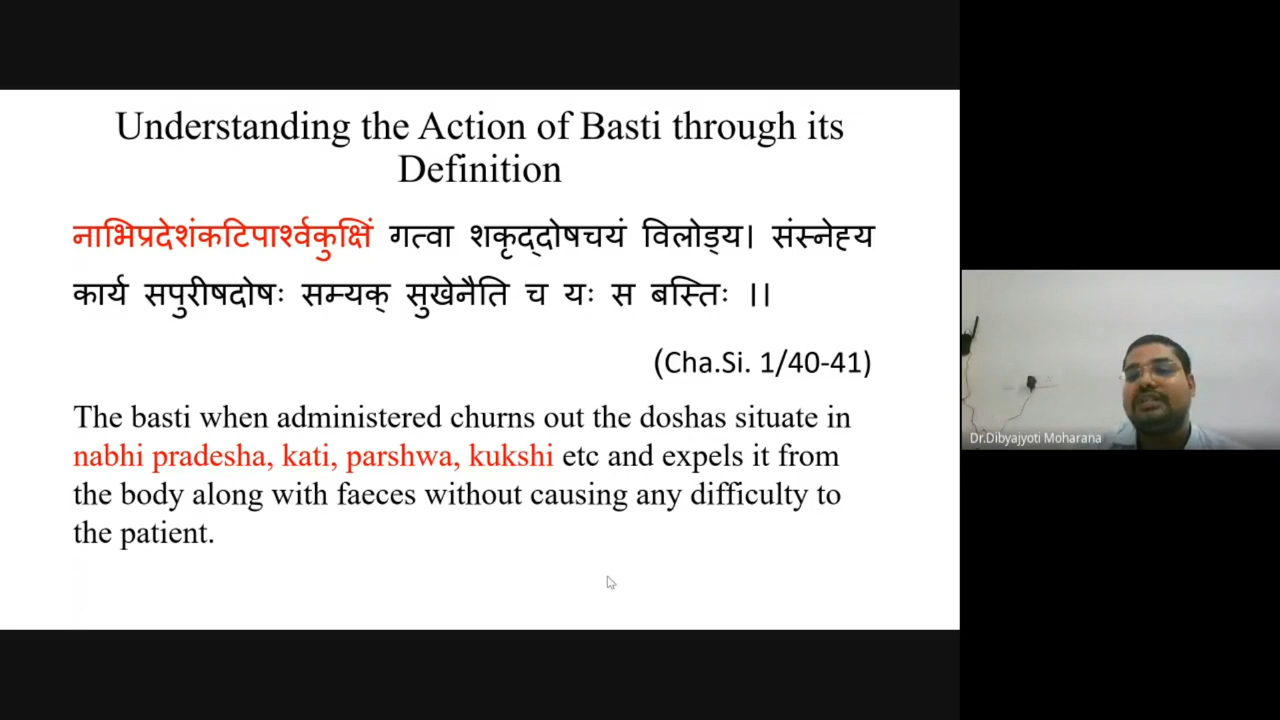 Understanding the Action of Basti through its
Definition
नाभिप्रदेशंकटिपार्श्वकुक्षिं गत्वा शकृद्दोषचयं विलोड्य। संस्नेह्य
कार्य सपुरीषदोषः सम्यक् सुखेनैति च यः स बस्तिः ।।
(Cha.Si. 1/40-41)
The basti when administered churns out the doshas situate in
nabhi pradesha, kati, parshwa, kukshi etc and expels it from
the body along with faeces without causing any difficulty to
the patient.
Dr.Dibyajyoti Moharana